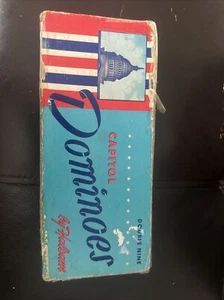 CAPITOL
Dominoes
by Halsam
DOUBLE NINE